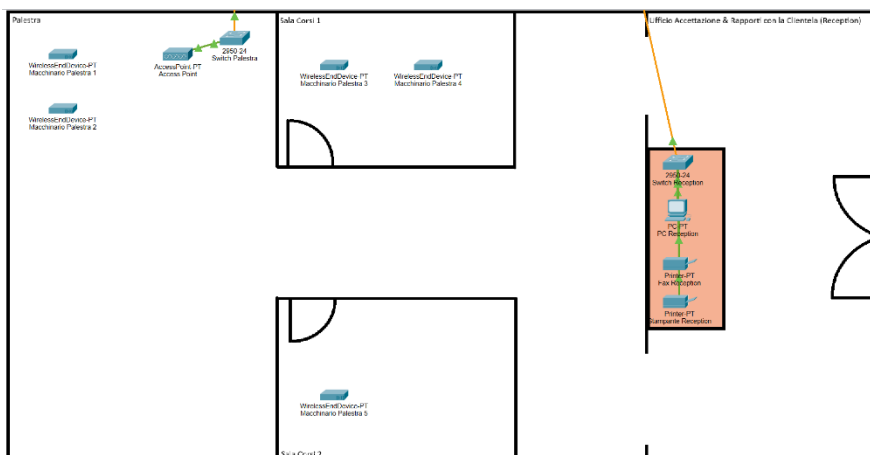 Palestra
WirelessEndDevice-PT
Macchinario Palestra 1
AccessPoint-PT
Access Point
2950-24
Switch Palestra
WirelessEndDevice-PT
Macchinario Palestra 2
Sala Corsi 1
WirelessEndDevice-PT
Macchinario Palestra 3
WirelessEndDevice-PT
Macchinario Palestra 4
Ufficio Accettazione & Rapporti con la Clientela (Reception)
2950-24
Switch Reception
PC-PT
PC Reception
Printer-PT
Fax Reception
Printer-PT
Stampante Reception
WirelessEndDevice-PT
Macchinario Palestra 5
Sala Corsi 2